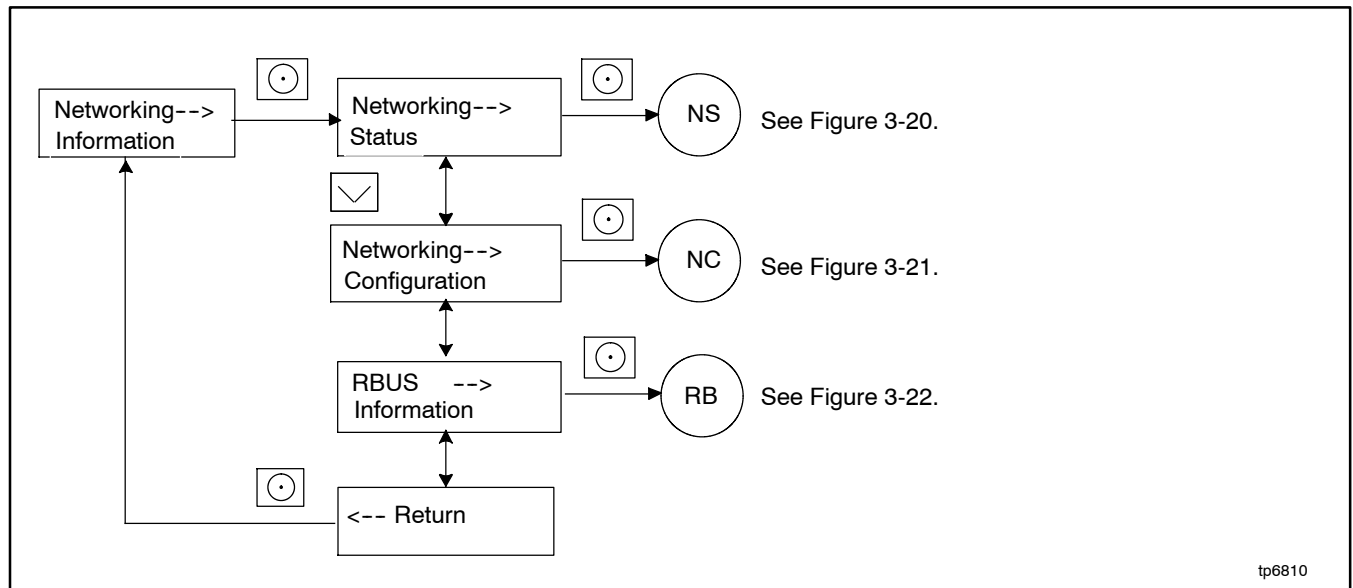 Networking-->
Information
Networking-->
Status
NS
See Figure 3-20.
Networking-->
Configuration
NC
See Figure 3-21.
RBUS -->
Information
RB
See Figure 3-22.
<-- Return
tp6810